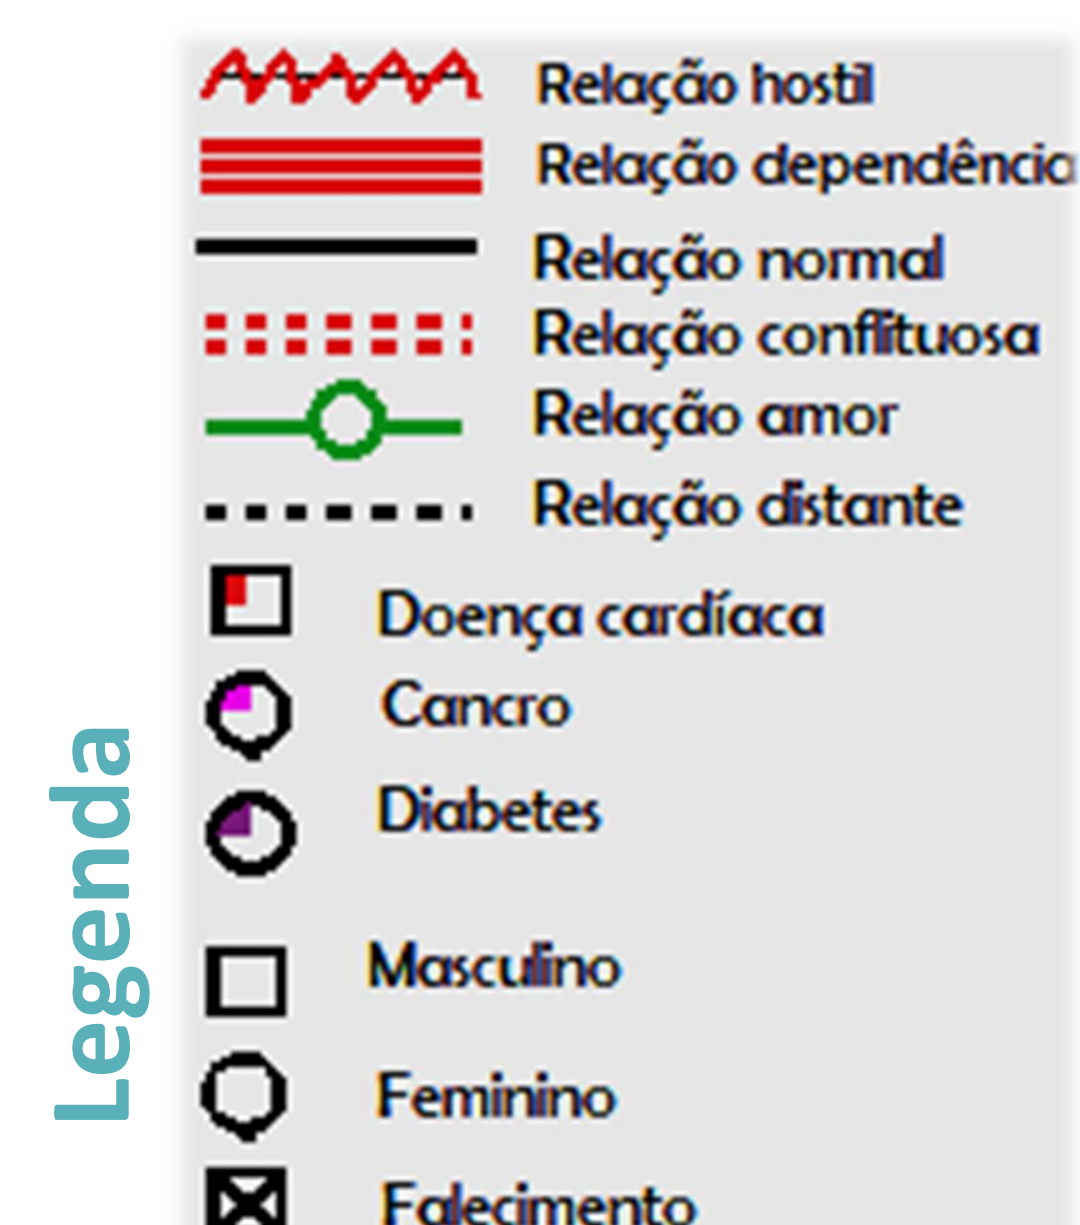 Relação hostil
Relação dependência
Relação normal
Relação conflituosa
Relação amor
Relação distante
Doença cardíaca
Cancro
Diabetes
Masculino
Feminino
Falecimento
Legenda